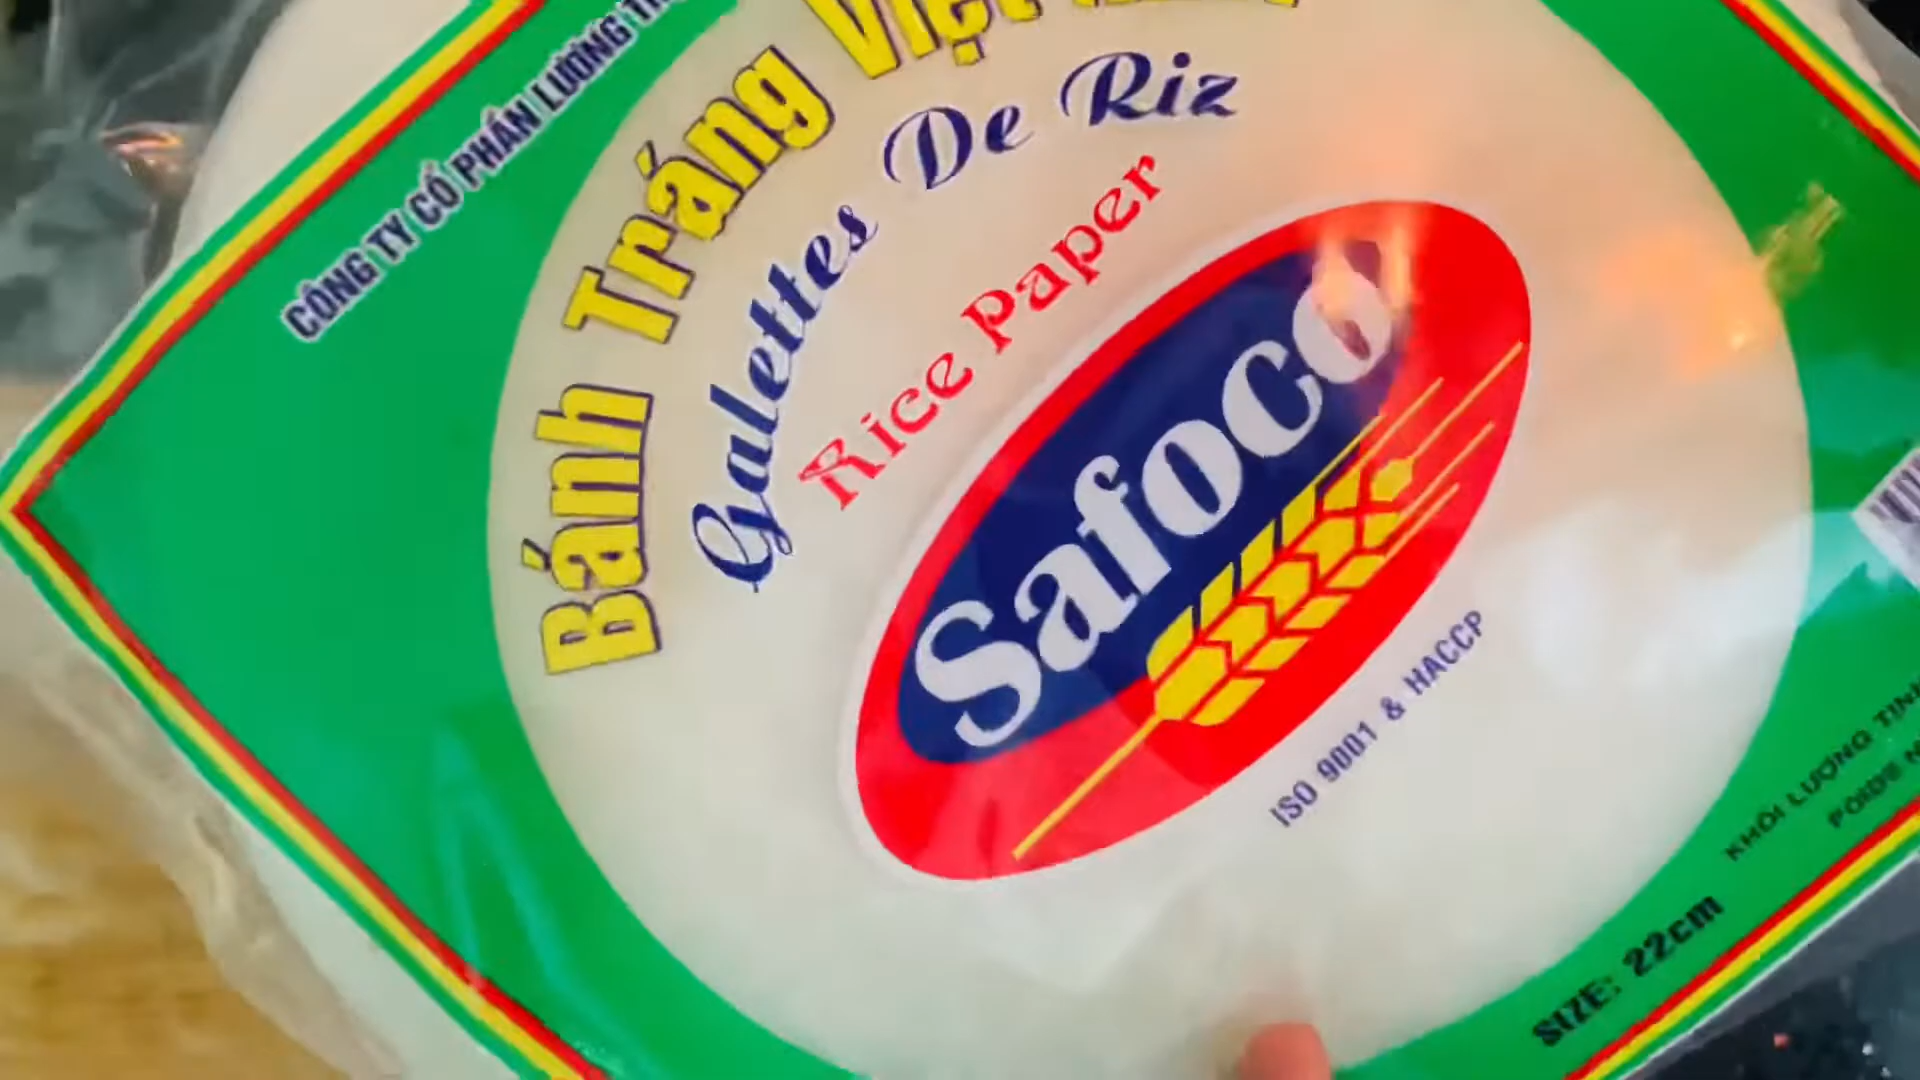 CÔNG TY CỔ PHẦN LƯƠNG
Bánh Tráng Việt
Galettes De Riz
Rice Paper
Safoco
ISO 9001 & HACCP
KHỐI LƯỢNG TỊNH
SIZE: 22cm